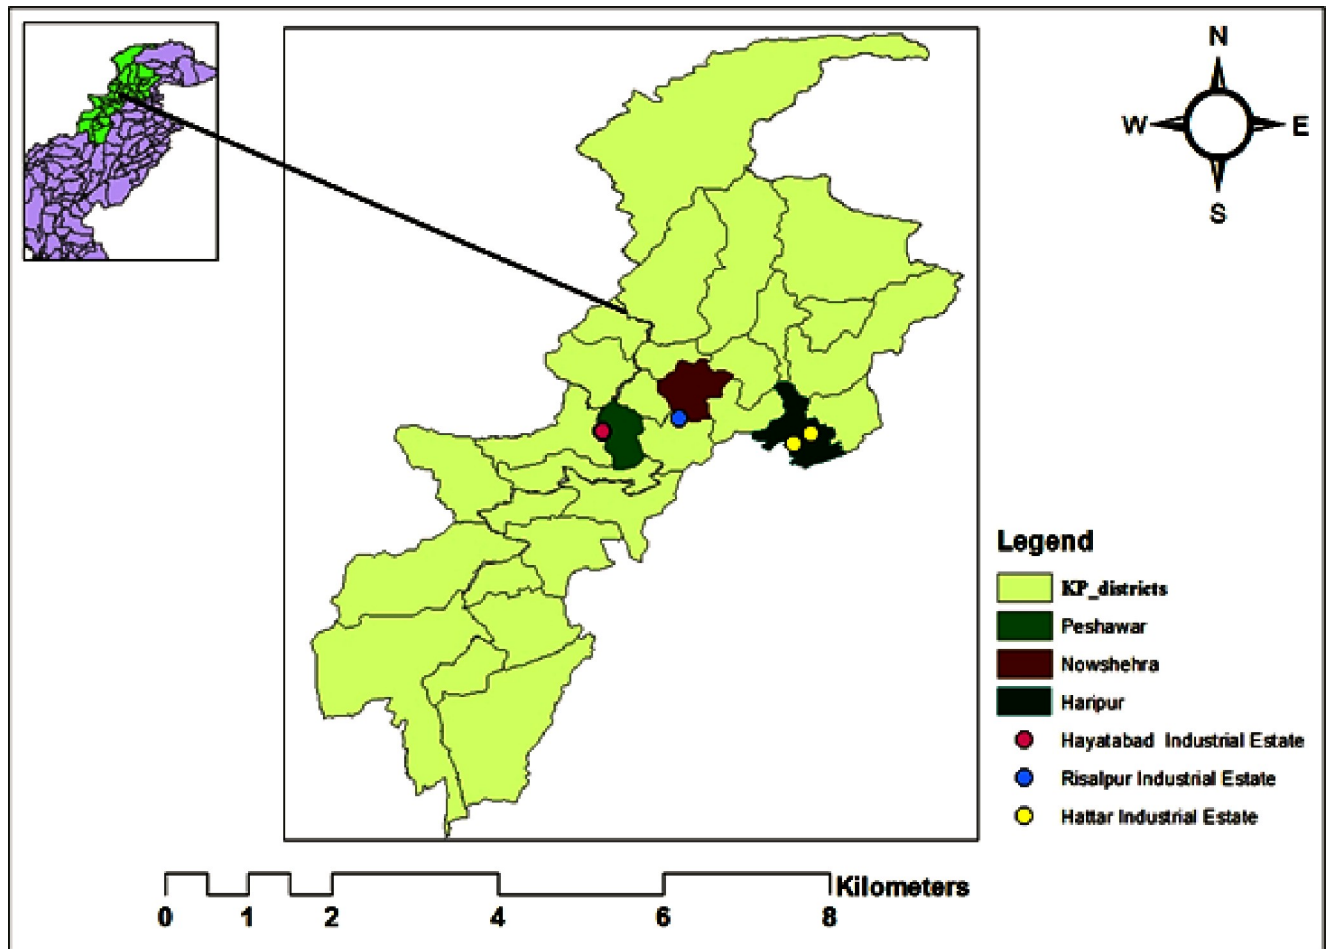 N
W E
S
Legend
KP_districts
Peshawar
Nowshehra
Haripur
Hayatabad Industrial Estate
Risalpur Industrial Estate
Hattar Industrial Estate
Kilometers
0 1 2 4 6 8